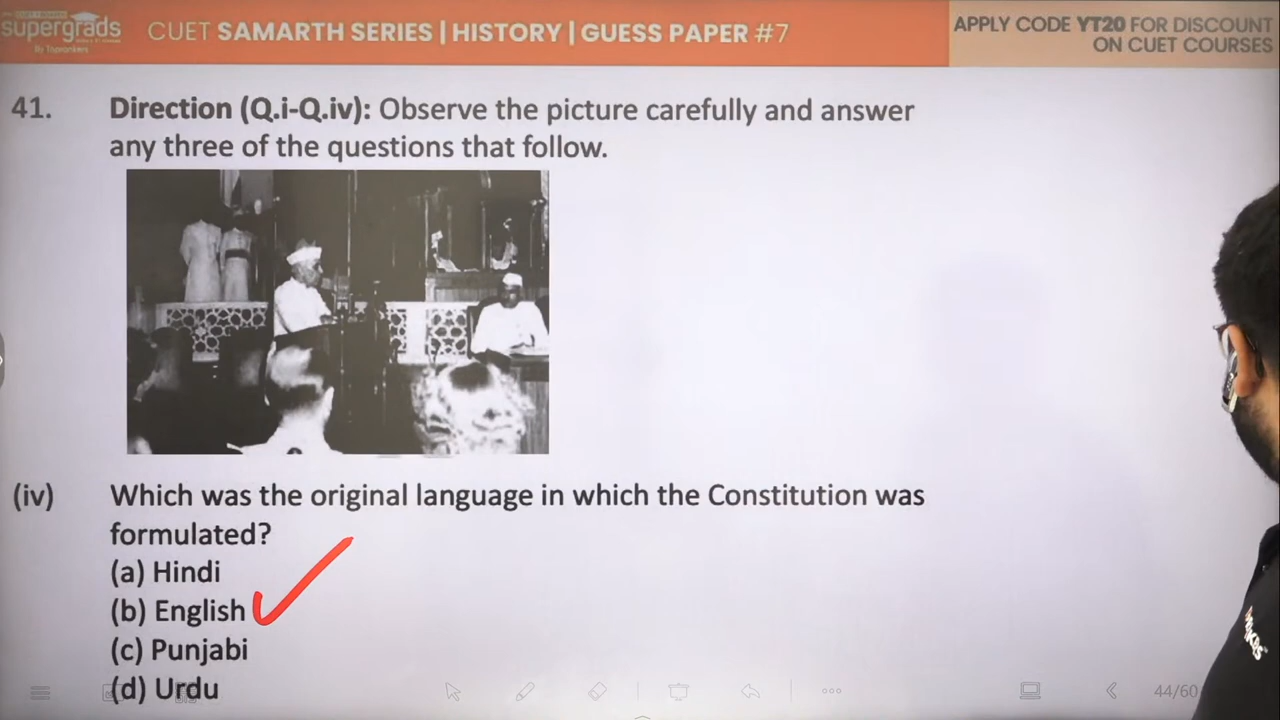 supergrads
By Toprankers
CUET SAMARTH SERIES | HISTORY | GUESS PAPER #7
APPLY CODE YT20 FOR DISCOUNT
ON CUET COURSES
41. Direction (Q.i-Q.iv): Observe the picture carefully and answer
any three of the questions that follow.
(iv) Which was the original language in which the Constitution was
formulated?
(a) Hindi
(b) English
(c) Punjabi
(d) Urdu
44/60